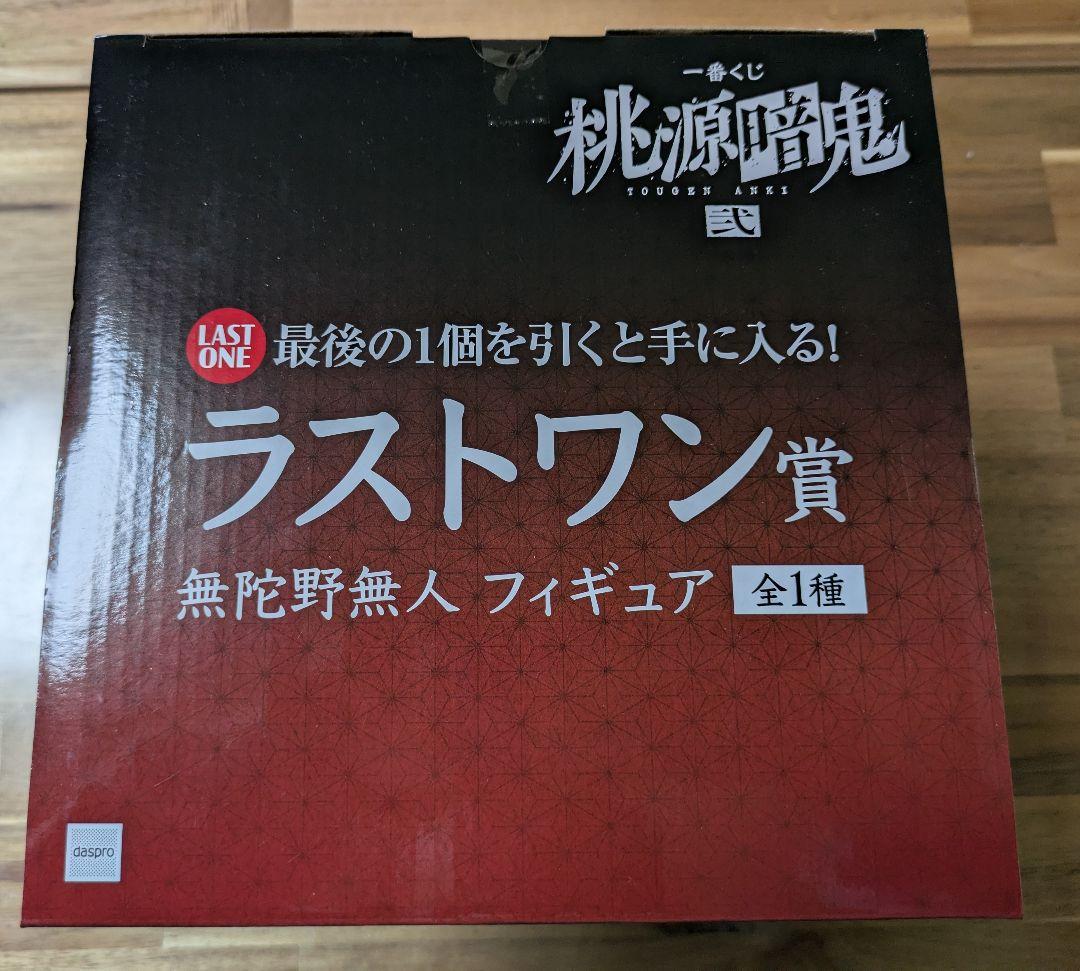 一番くじ
桃源暗鬼
TOUGEN ANKI
弐
LAST ONE 最後の1個を引くと手に入る!
ラストワン賞
無陀野無人 フィギュア 全1種
daspro